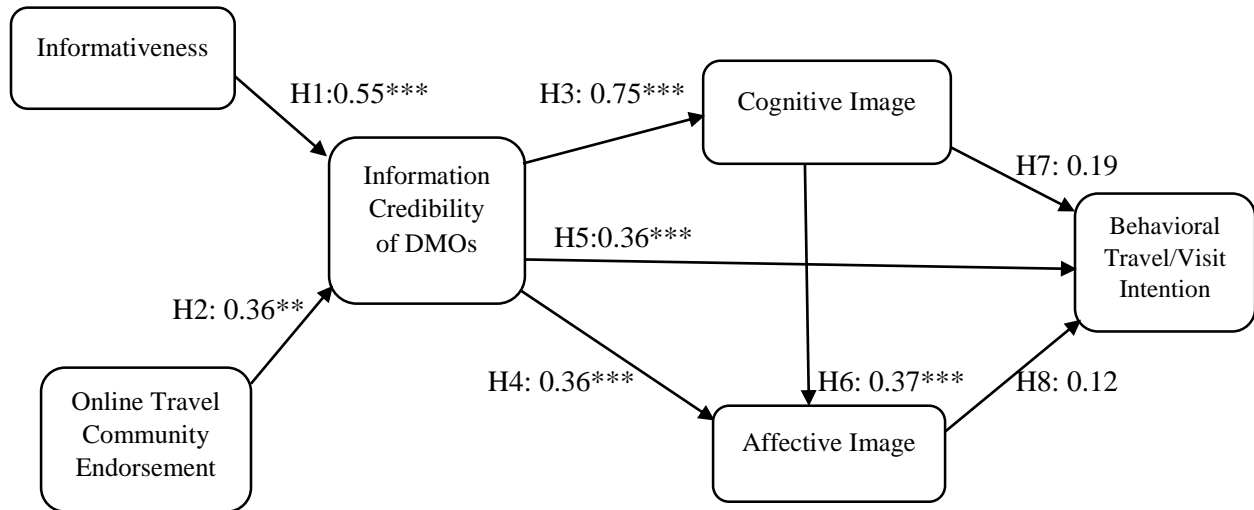 Informativeness
H1:0.55***
H3: 0.75***
Cognitive Image
H7: 0.19
Information
Credibility
of DMOs
H5:0.36***
Behavioral
Travel/Visit
Intention
H2: 0.36**
H4: 0.36***
H6: 0.37***
H8: 0.12
Online Travel
Community
Endorsement
Affective Image